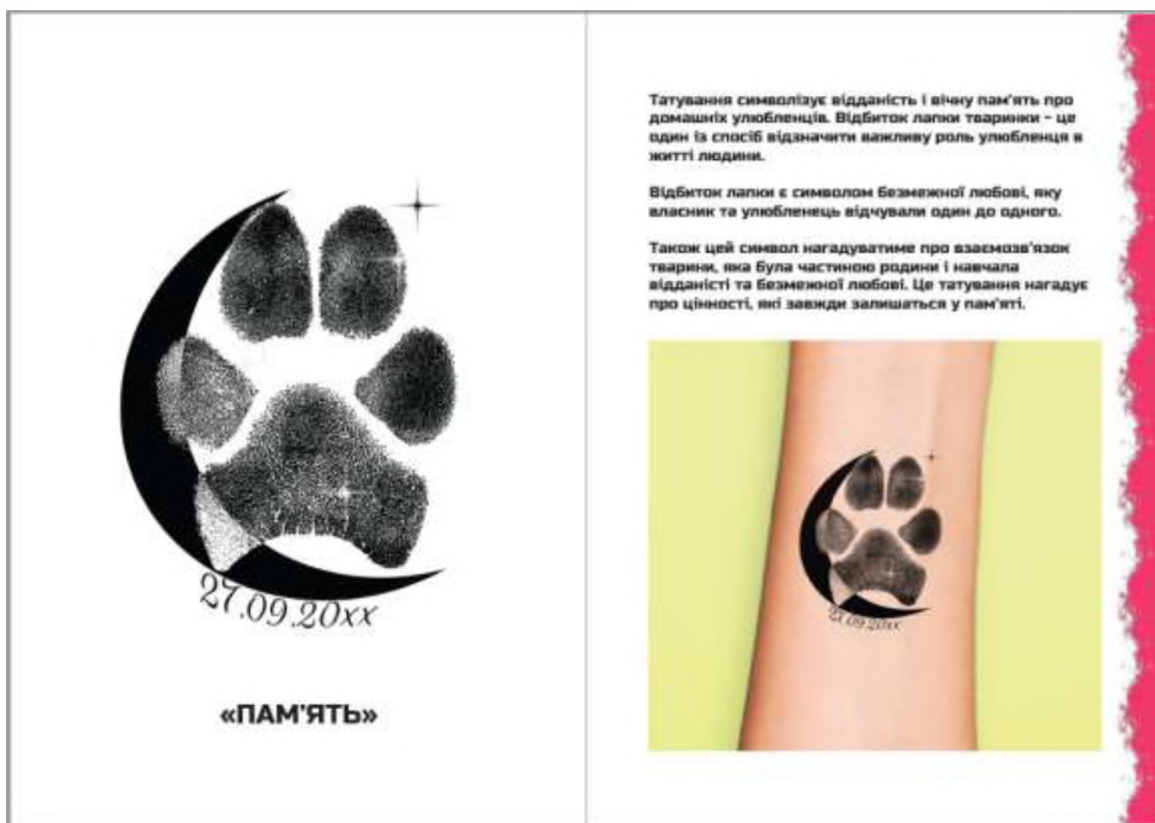 27.09.20xx
«ПАМ'ЯТЬ»
Татування символізує відданість і вічну пам'ять про
домашніх улюбленців. Відбиток лапки тваринки - це
один із спосіб відзначити важливу роль улюбленця в
житті людини.
Відбиток лапки є символом безмежної любові, яку
власник та улюбленець відчували один до одного.
Також цей символ нагадуватиме про взаємозв'язок
тварини, яка була частиною родини і навчала
відданісті та безмежної любові. Це татування нагадує
про цінності, які завжди залишаться у пам'яті.
27.09.20xx